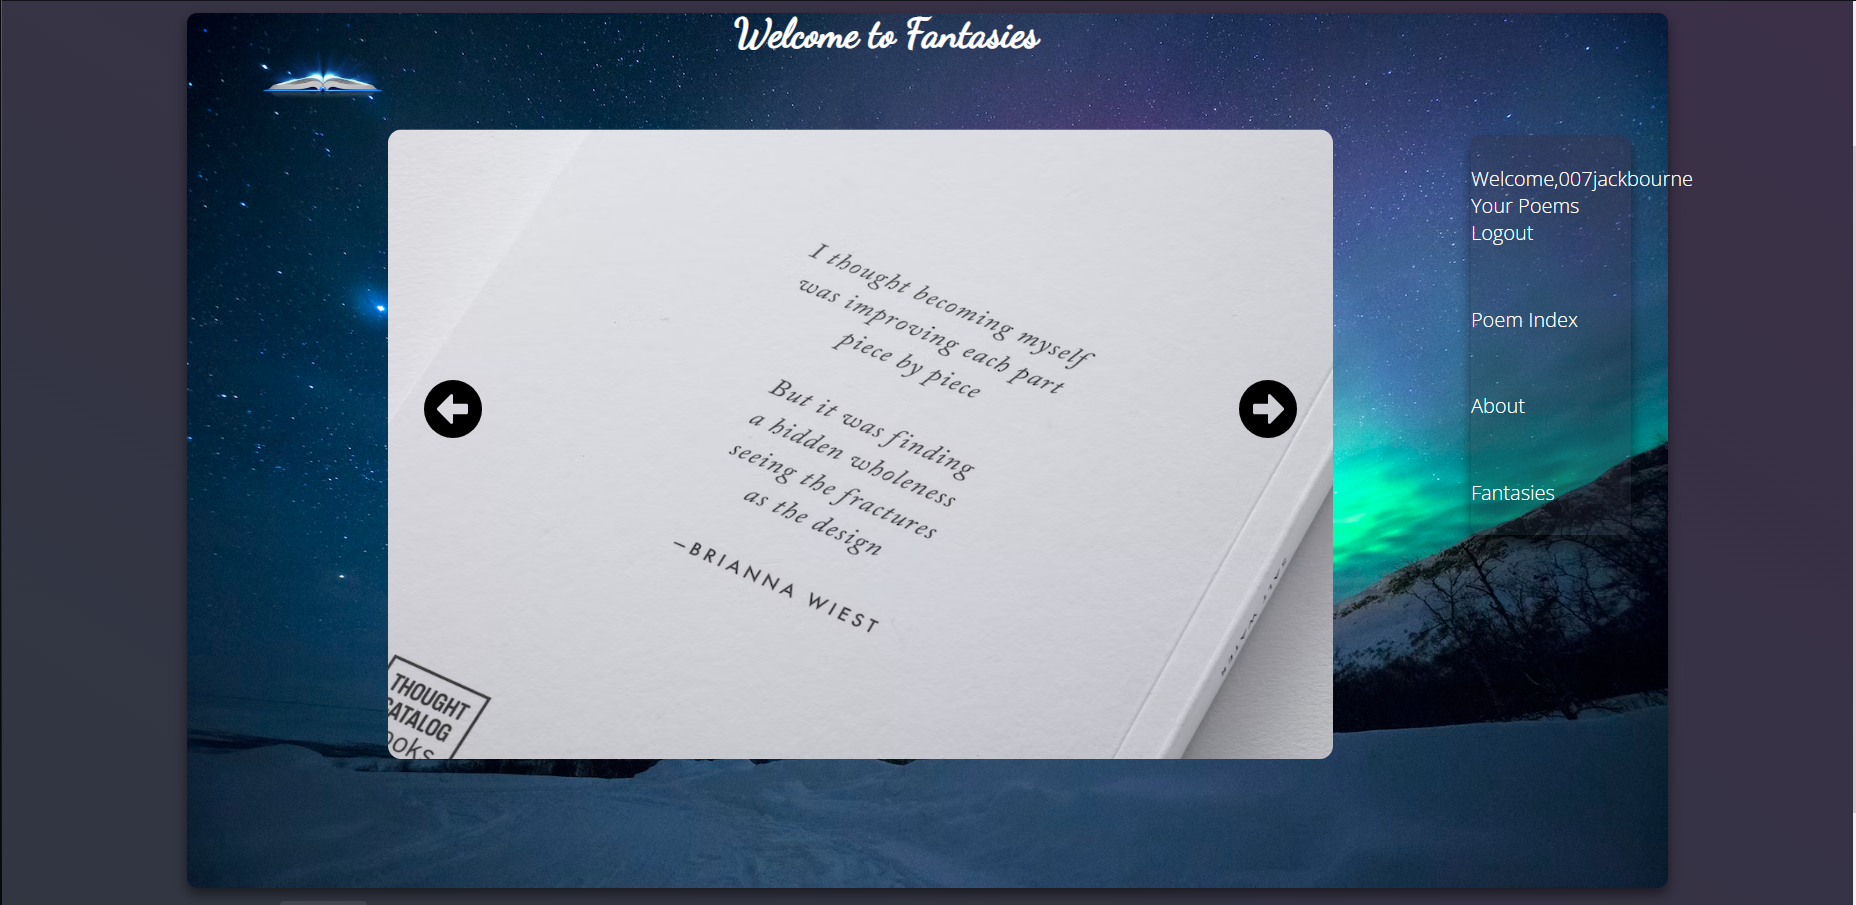 Welcome to Fantasies
Welcome,007jackbourne
Your Poems
Logout
Poem Index
About
Fantasies
I thought becoming myself
was improving each part
piece by piece
But it was finding
a hidden wholeness
seeing the fractures
as the design
—BRIANNA WIEST
THOUGHT
CATALOG
ooks